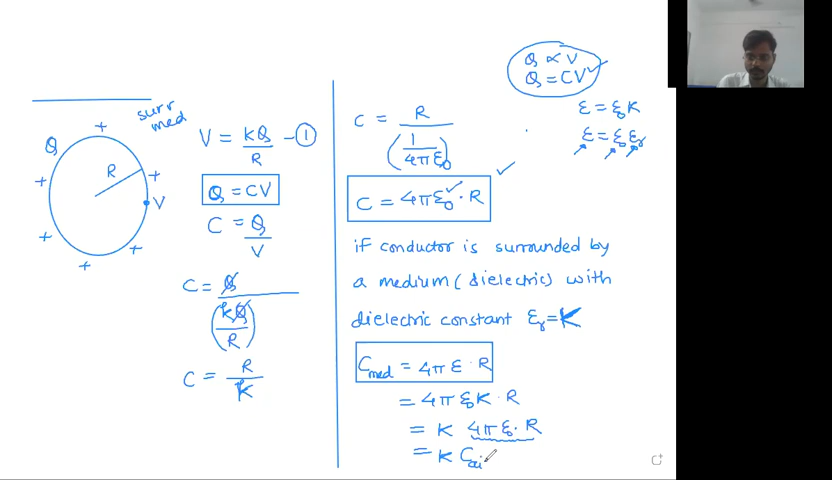 surr
med
Q
+
R
+
+
V
+
+
+
V = kQ/R – ①
Q = CV
C = Q/V
C = Q/(kQ/R)
C = R/k
Q ∝ V
Q = CV
C = R/(1/4πε₀)
C = 4πε₀ · R
ε = ε₀K
ε = ε₀εᵣ
if conductor is surrounded by
a medium (dielectric) with
dielectric constant εᵣ = K
C_med = 4πε · R
= 4πε₀K · R
= K 4πε₀ · R
= K C_ai